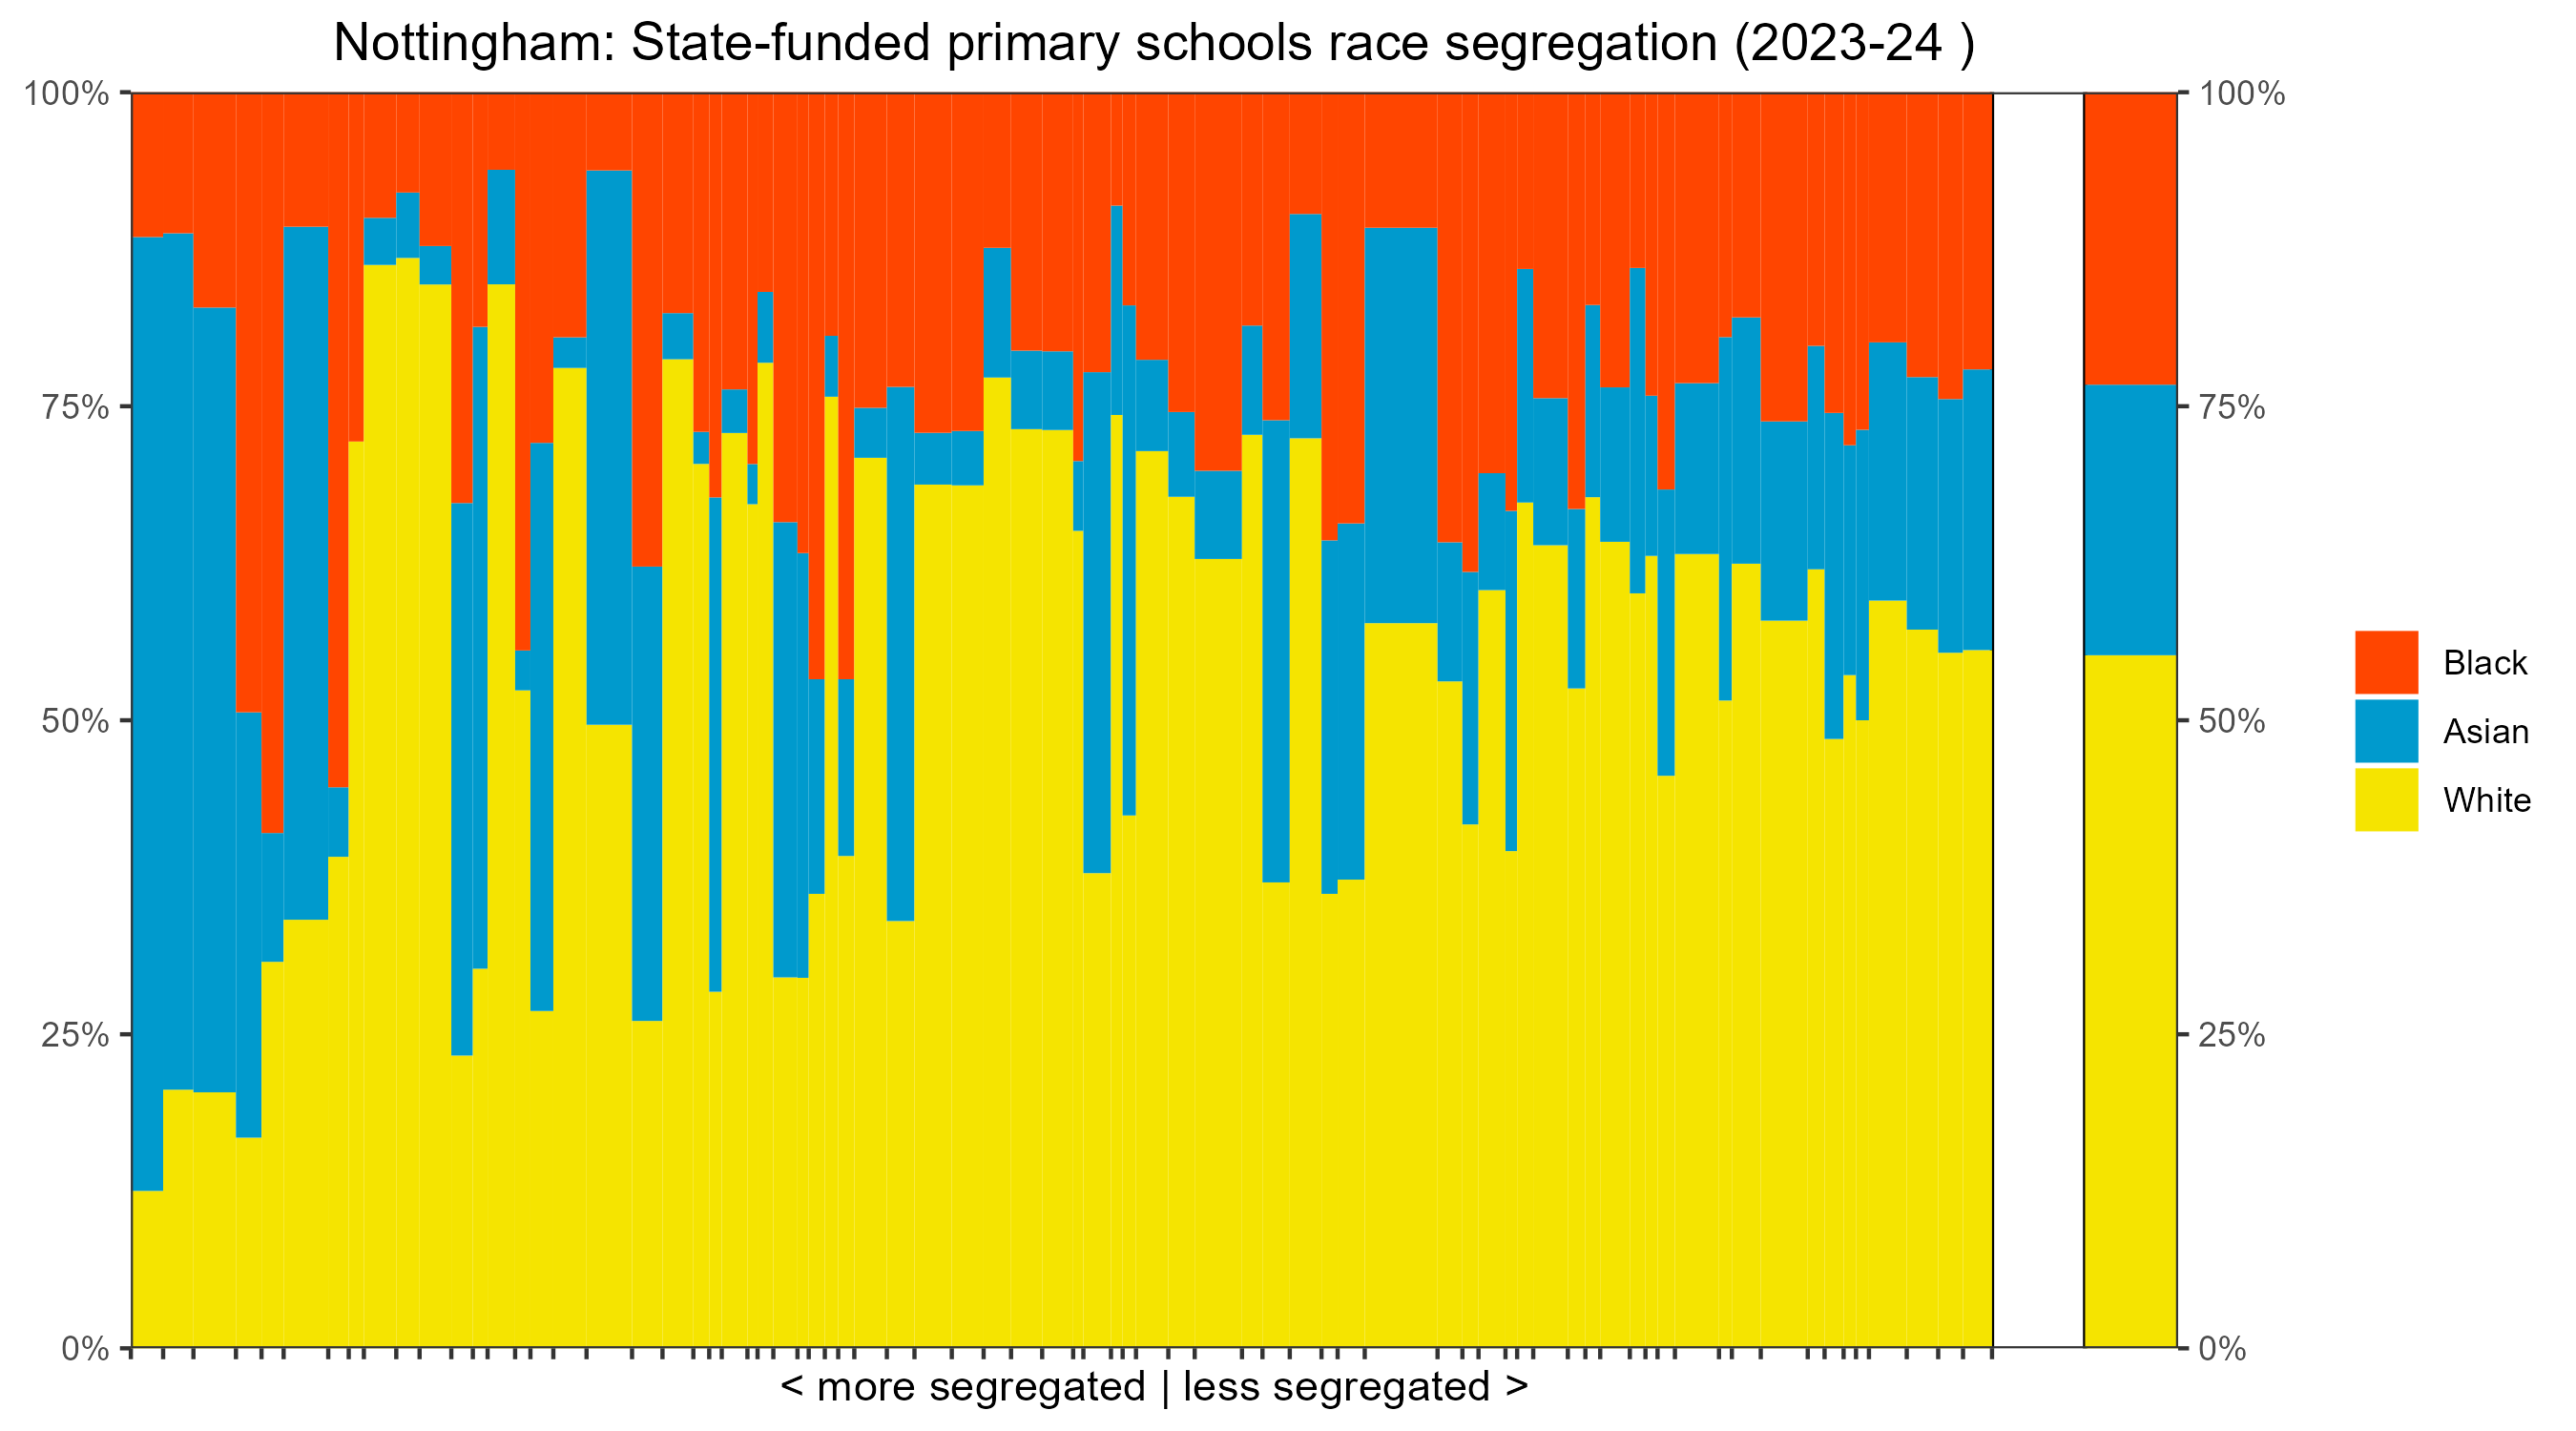 Nottingham: State-funded primary schools race segregation (2023-24 )
100%
75%
50%
25%
0%
100%
75%
50%
25%
0%
Black
Asian
White
< more segregated | less segregated >